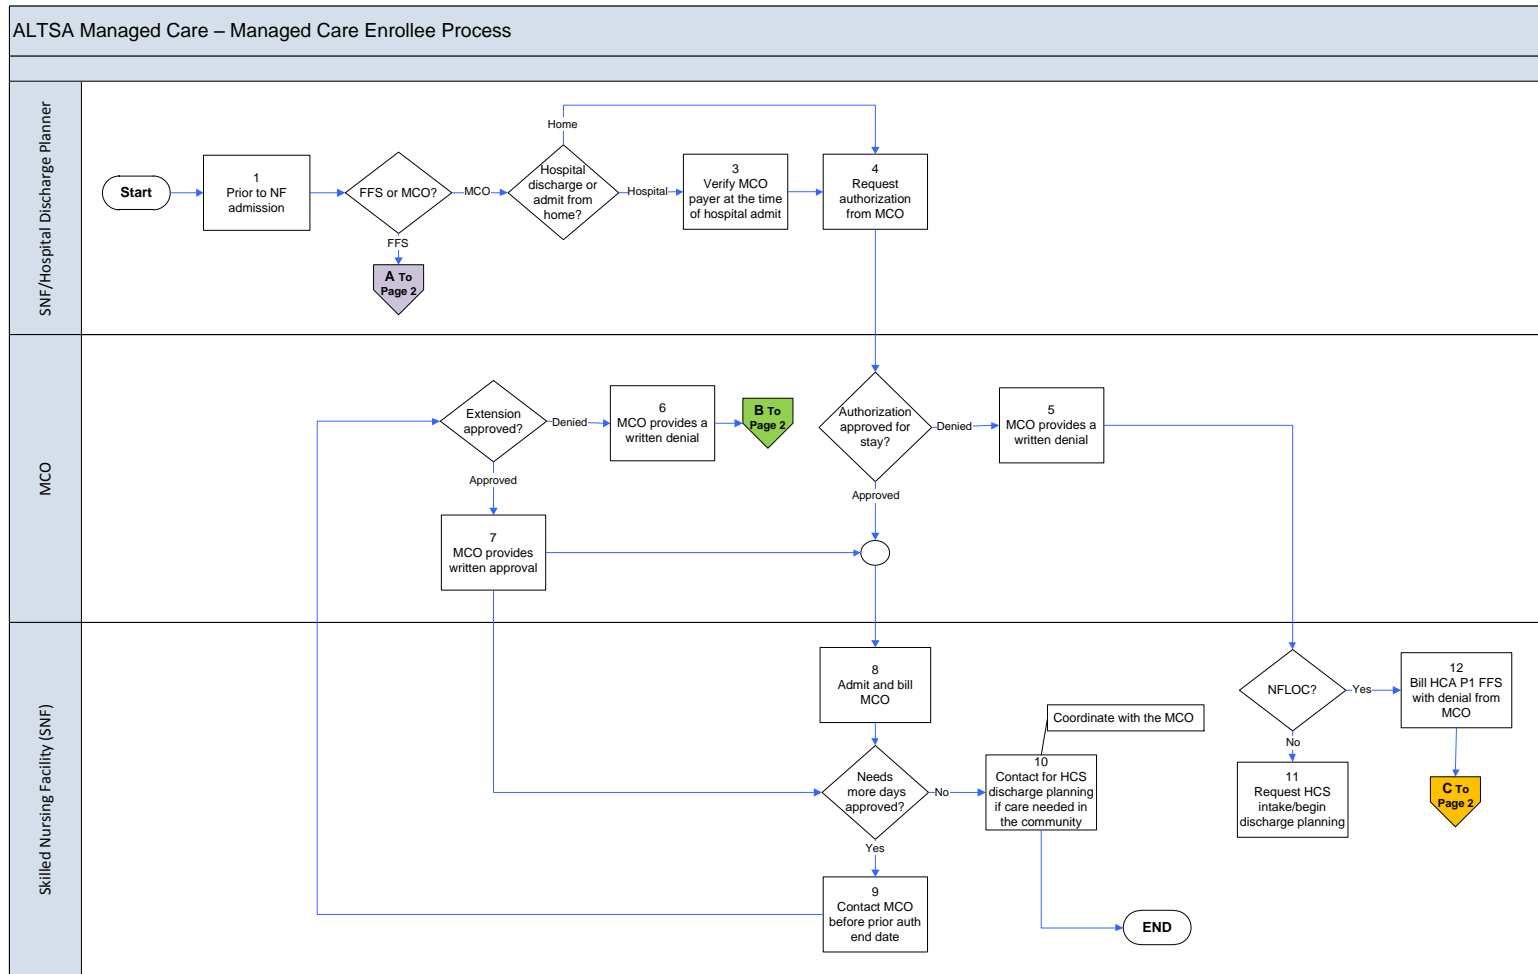 ALTSA Managed Care – Managed Care Enrollee Process
SNF/Hospital Discharge Planner
Start
1
Prior to NF
admission
FFS or MCO?
MCO
FFS
A To
Page 2
Hospital
discharge or
admit from
home?
Home
Hospital
3
Verify MCO
payer at the time
of hospital admit
4
Request
authorization
from MCO
MCO
Extension
approved?
Denied
Approved
6
MCO provides a
written denial
B To
Page 2
7
MCO provides
written approval
Authorization
approved for
stay?
Denied
Approved
5
MCO provides a
written denial
Skilled Nursing Facility (SNF)
8
Admit and bill
MCO
Needs
more days
approved?
No
Yes
9
Contact MCO
before prior auth
end date
Coordinate with the MCO
10
Contact for HCS
discharge planning
if care needed in
the community
END
NFLOC?
Yes
No
11
Request HCS
intake/begin
discharge planning
12
Bill HCA P1 FFS
with denial from
MCO
C To
Page 2